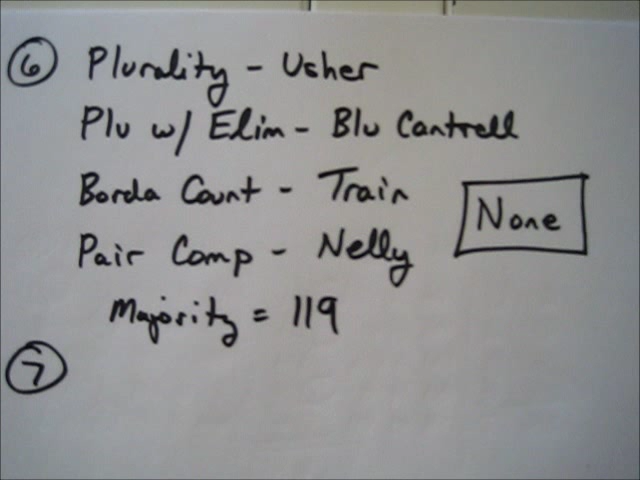 6 Plurality - Usher
Plu w/ Elim - Blu Cantrell
Borda Count - Train
None
Pair Comp - Nelly
Majority = 119
7